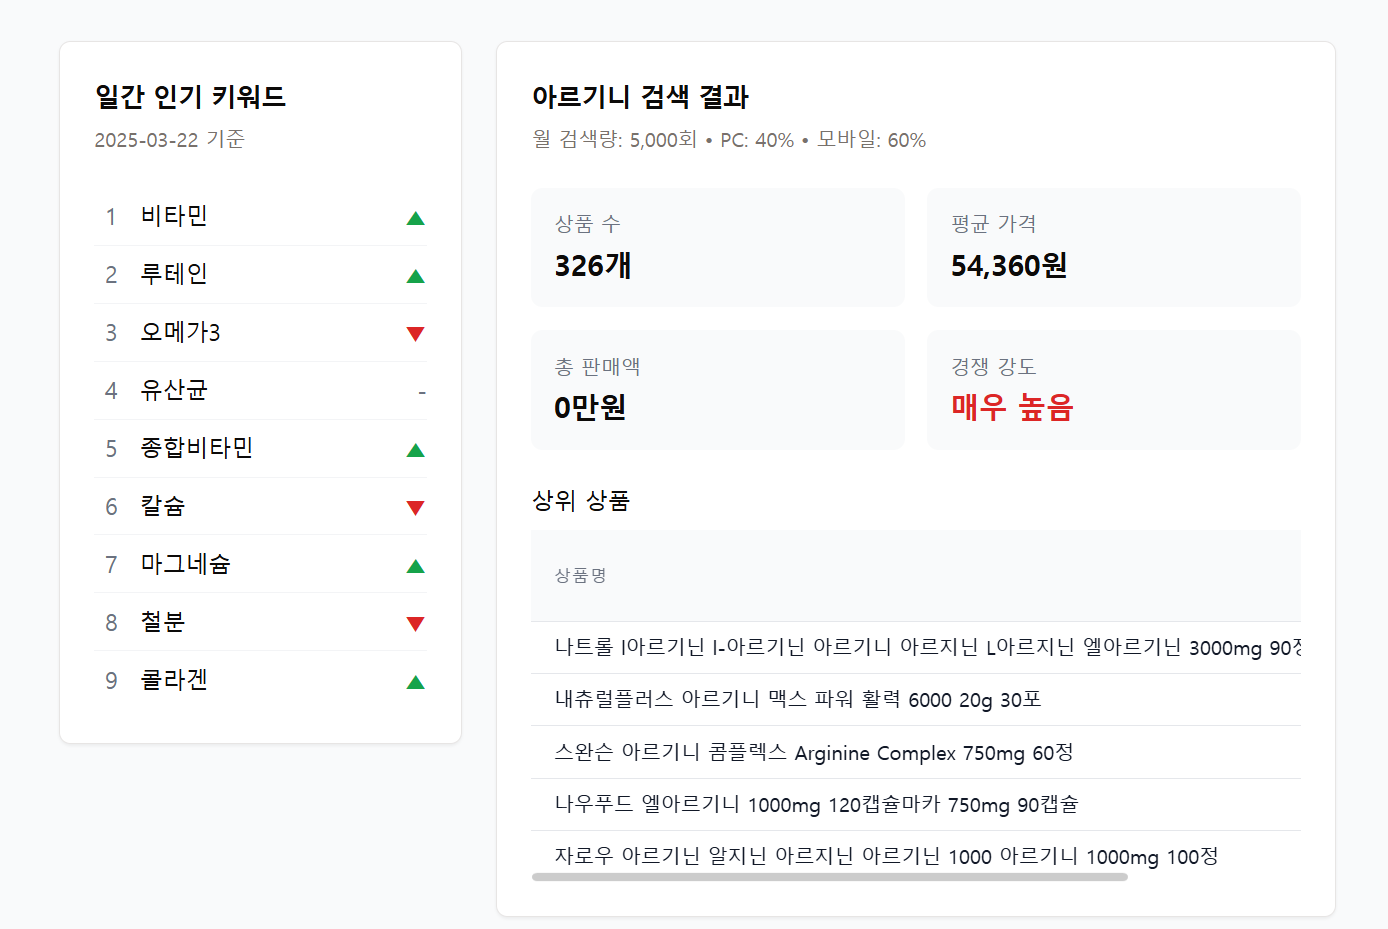 일간 인기 키워드
2025-03-22 기준
1 비타민 ▲
2 루테인 ▲
3 오메가3 ▼
4 유산균 -
5 종합비타민 ▲
6 칼슘 ▼
7 마그네슘 ▲
8 철분 ▼
9 콜라겐 ▲
아르기니 검색 결과
월 검색량: 5,000회 • PC: 40% • 모바일: 60%
상품 수
326개
평균 가격
54,360원
총 판매액
0만원
경쟁 강도
매우 높음
상위 상품
상품명
나트롤 l아르기닌 l-아르기닌 아르기니 아르지닌 L아르지닌 엘아르기닌 3000mg 90정
내츄럴플러스 아르기니 맥스 파워 활력 6000 20g 30포
스완슨 아르기니 콤플렉스 Arginine Complex 750mg 60정
나우푸드 엘아르기니 1000mg 120캡슐마카 750mg 90캡슐
자로우 아르기닌 알지닌 아르지닌 아르기닌 1000 아르기니 1000mg 100정